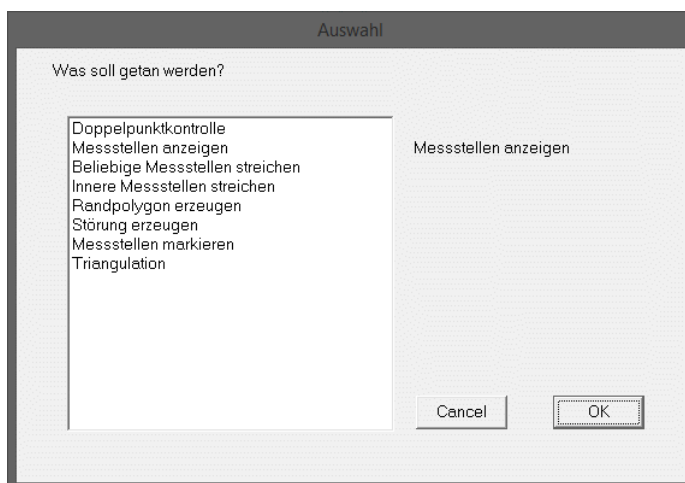 Auswahl
Was soll getan werden?
Doppelpunktkontrolle
Messstellen anzeigen
Beliebige Messstellen streichen
Innere Messstellen streichen
Randpolygon erzeugen
Störung erzeugen
Messstellen markieren
Triangulation
Messstellen anzeigen
Cancel
OK